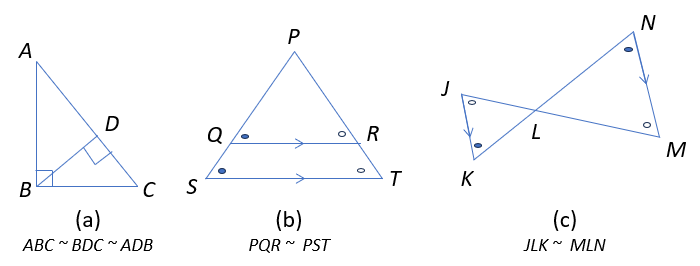 A
D
B
C
(a)
ABC ~ BDC ~ ADB
P
Q
R
S
T
(b)
PQR ~ PST
N
J
L
M
K
(c)
JLK ~ MLN